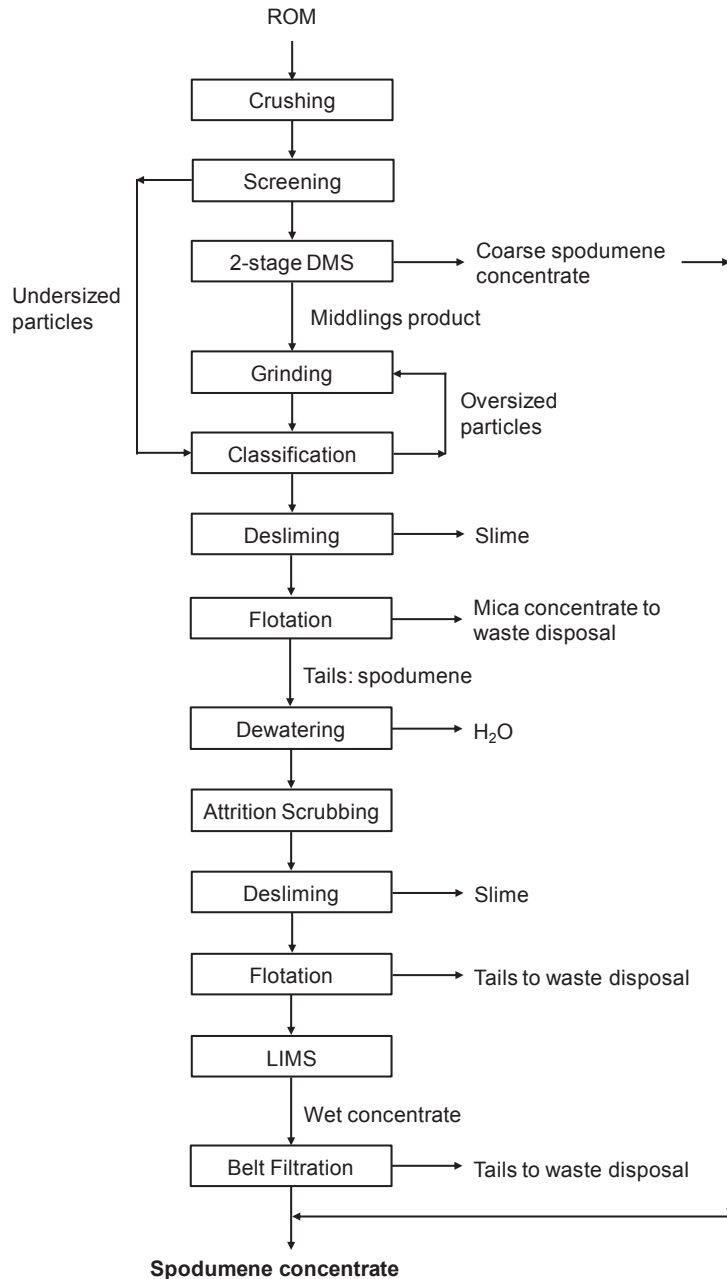 ROM
Crushing
Screening
2-stage DMS
Coarse spodumene
concentrate
Undersized
particles
Middlings product
Grinding
Oversized
particles
Classification
Desliming
Slime
Flotation
Mica concentrate to
waste disposal
Tails: spodumene
Dewatering
H₂O
Attrition Scrubbing
Desliming
Slime
Flotation
Tails to waste disposal
LIMS
Wet concentrate
Belt Filtration
Tails to waste disposal
Spodumene concentrate